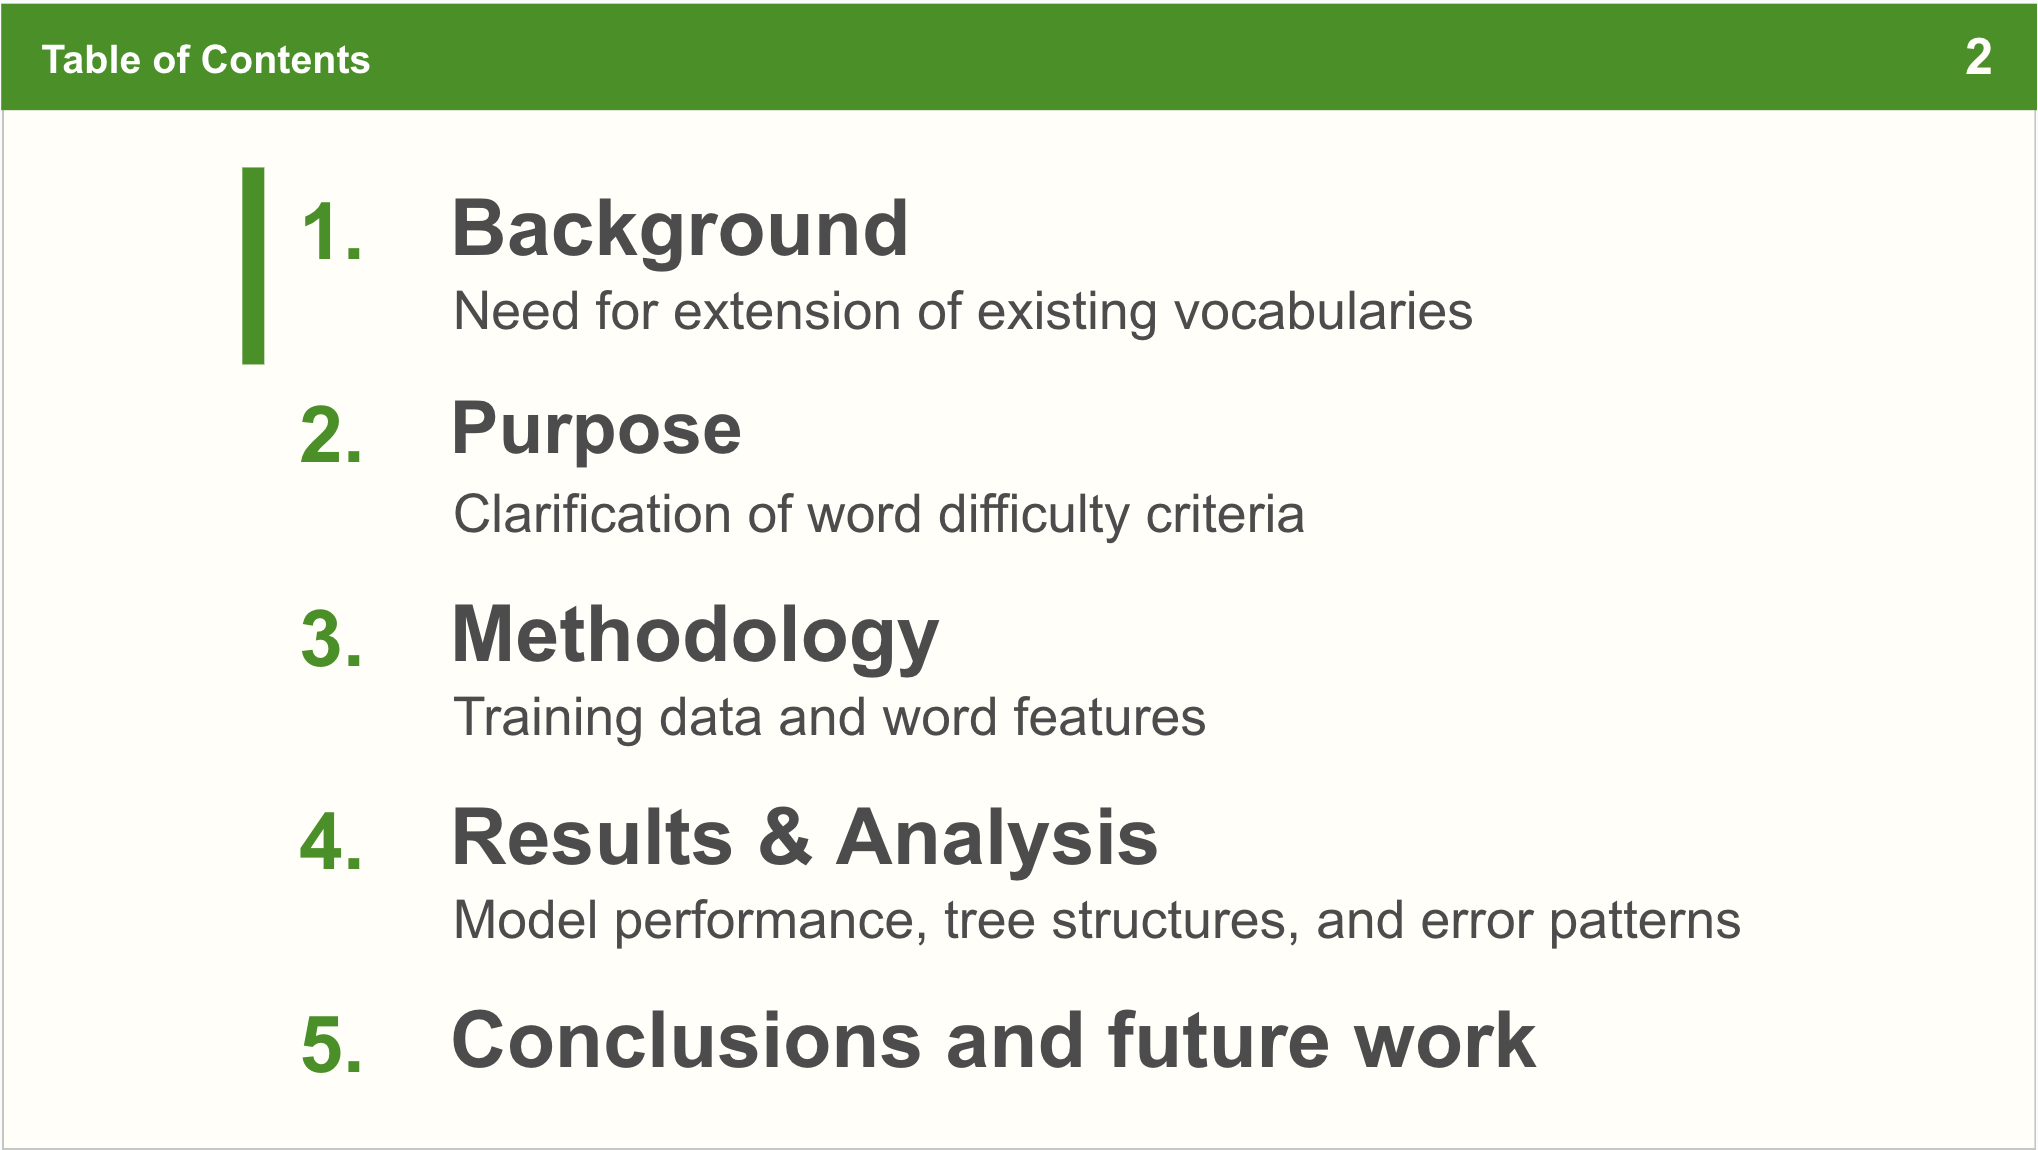 Table of Contents
2
1. Background
Need for extension of existing vocabularies
2. Purpose
Clarification of word difficulty criteria
3. Methodology
Training data and word features
4. Results & Analysis
Model performance, tree structures, and error patterns
5. Conclusions and future work